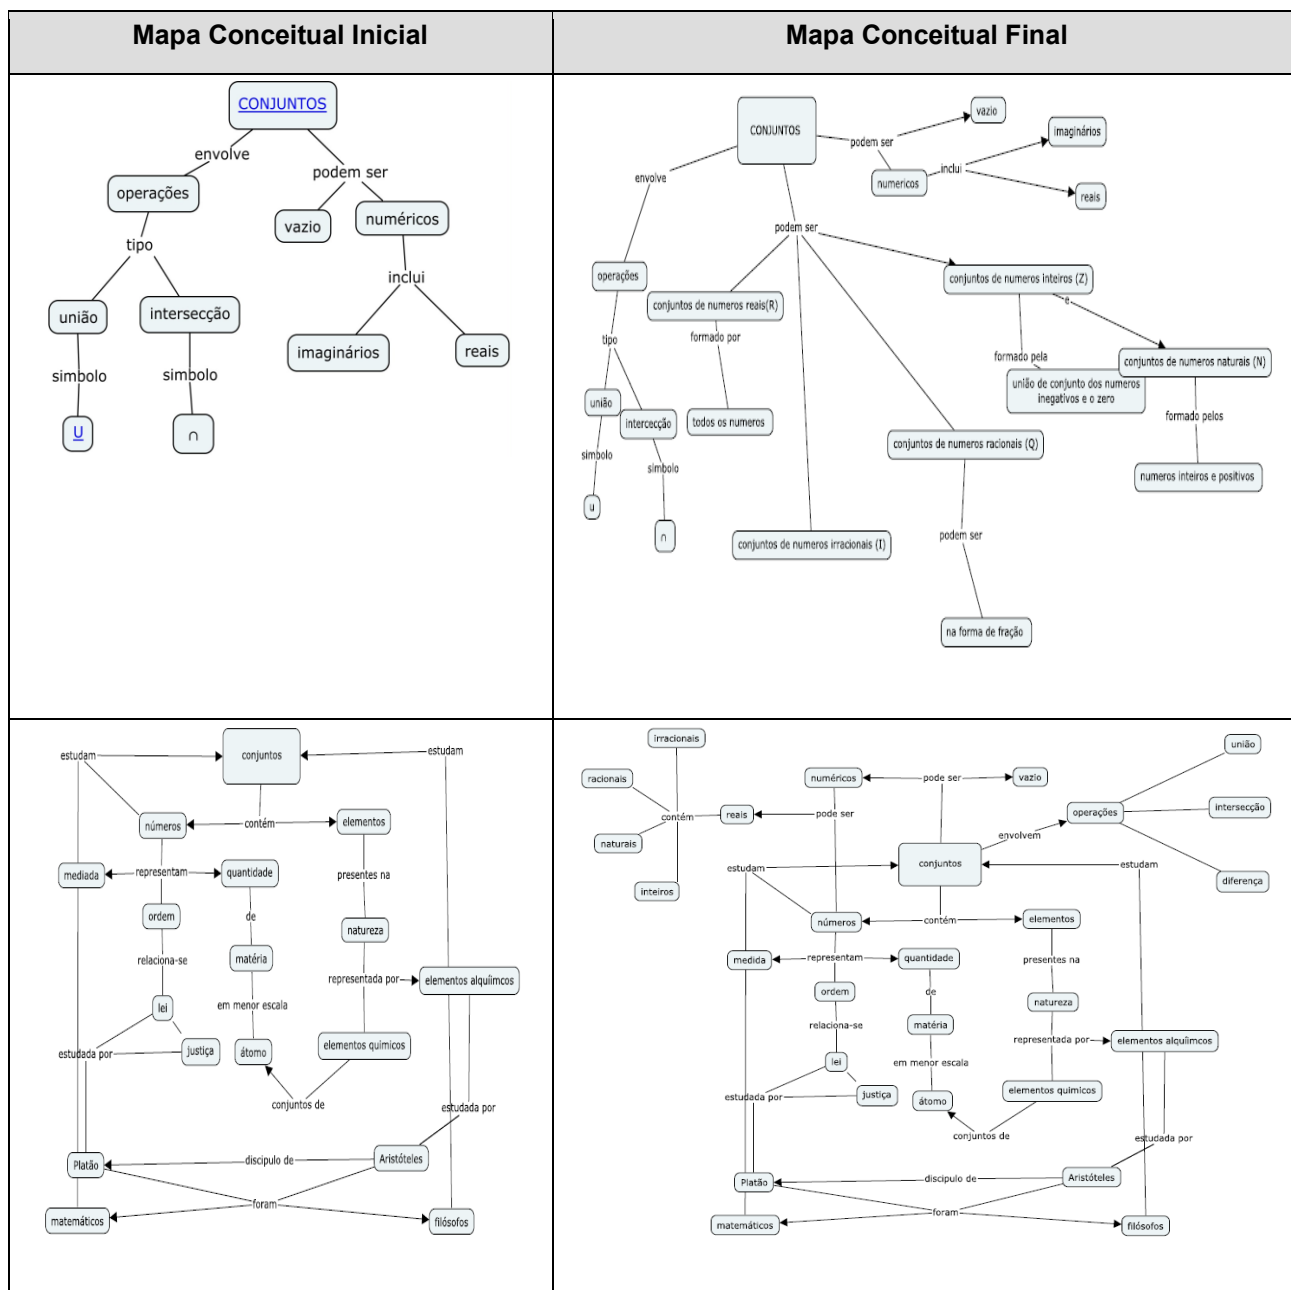 Mapa Conceitual Inicial
Mapa Conceitual Final
CONJUNTOS
envolve
podem ser
operações
vazio
numéricos
tipo
inclui
união
intersecção
imaginários
reais
simbolo
simbolo
U
∩
CONJUNTOS
vazio
podem ser
imaginários
inclui
numericos
reais
envolve
podem ser
operações
conjuntos de numeros inteiros (Z)
conjuntos de numeros reais(R)
e
tipo
formado por
formado pela
conjuntos de numeros naturais (N)
união de conjunto dos numeros
inegativos e o zero
união
intercecção
todos os numeros
formado pelos
conjuntos de numeros racionais (Q)
simbolo
simbolo
numeros inteiros e positivos
u
∩
conjuntos de numeros irracionais (I)
podem ser
na forma de fração
estudam
conjuntos
estudam
números
contém
elementos
mediada
representam
quantidade
presentes na
ordem
de
natureza
relaciona-se
matéria
representada por
elementos alquíimcos
em menor escala
lei
estudada por
justiça
átomo
elementos quimicos
conjuntos de
estudada por
Platão
discipulo de
Aristóteles
foram
matemáticos
filósofos
irracionais
união
racionais
numéricos
pode ser
vazio
contém
reais
pode ser
operações
intersecção
envolvem
naturais
conjuntos
estudam
estudam
diferença
inteiros
números
contém
elementos
medida
representam
quantidade
presentes na
ordem
de
natureza
relaciona-se
matéria
representada por
elementos alquíimcos
lei
em menor escala
estudada por
justiça
átomo
elementos quimicos
conjuntos de
estudada por
Platão
discipulo de
Aristóteles
foram
matemáticos
filósofos